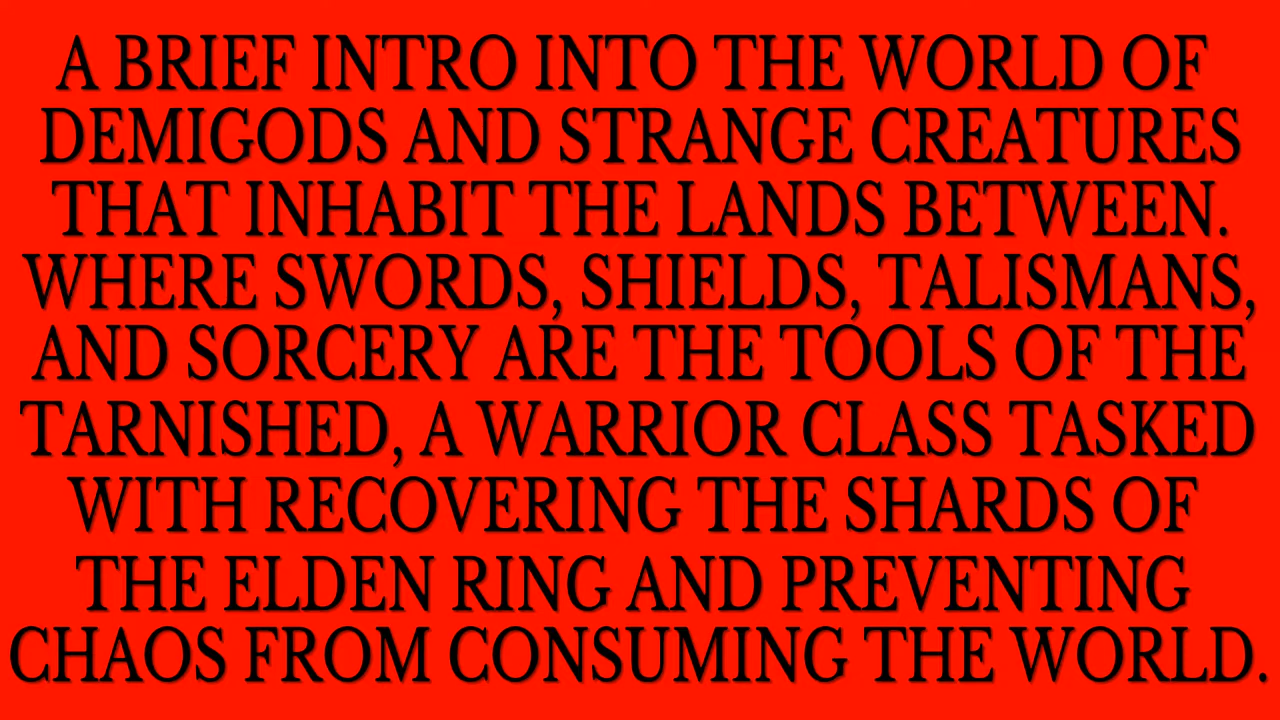 A BRIEF INTRO INTO THE WORLD OF
DEMIGODS AND STRANGE CREATURES
THAT INHABIT THE LANDS BETWEEN.
WHERE SWORDS, SHIELDS, TALISMANS,
AND SORCERY ARE THE TOOLS OF THE
TARNISHED, A WARRIOR CLASS TASKED
WITH RECOVERING THE SHARDS OF
THE ELDEN RING AND PREVENTING
CHAOS FROM CONSUMING THE WORLD.